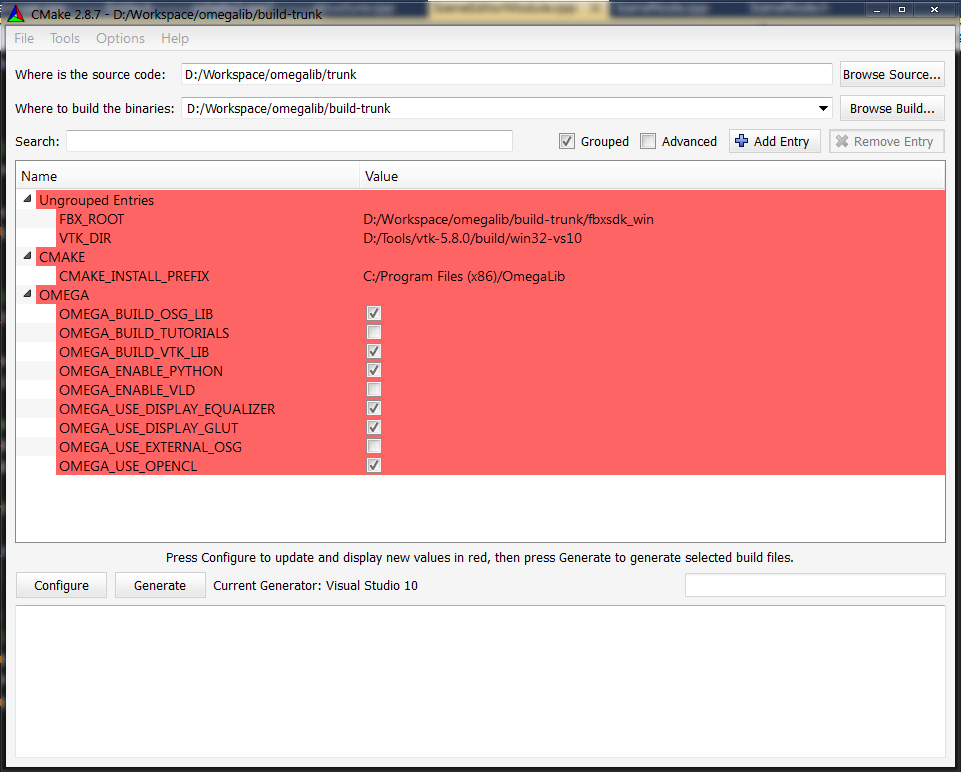 CMake 2.8.7 - D:/Workspace/omegalib/build-trunk
File Tools Options Help
Where is the source code: D:/Workspace/omegalib/trunk Browse Source...
Where to build the binaries: D:/Workspace/omegalib/build-trunk Browse Build...
Search: Grouped Advanced Add Entry Remove Entry
Name Value
Ungrouped Entries
FBX_ROOT D:/Workspace/omegalib/build-trunk/fbxsdk_win
VTK_DIR D:/Tools/vtk-5.8.0/build/win32-vs10
CMAKE
CMAKE_INSTALL_PREFIX C:/Program Files (x86)/OmegaLib
OMEGA
OMEGA_BUILD_OSG_LIB
OMEGA_BUILD_TUTORIALS
OMEGA_BUILD_VTK_LIB
OMEGA_ENABLE_PYTHON
OMEGA_ENABLE_VLD
OMEGA_USE_DISPLAY_EQUALIZER
OMEGA_USE_DISPLAY_GLUT
OMEGA_USE_EXTERNAL_OSG
OMEGA_USE_OPENCL
Press Configure to update and display new values in red, then press Generate to generate selected build files.
Configure Generate Current Generator: Visual Studio 10